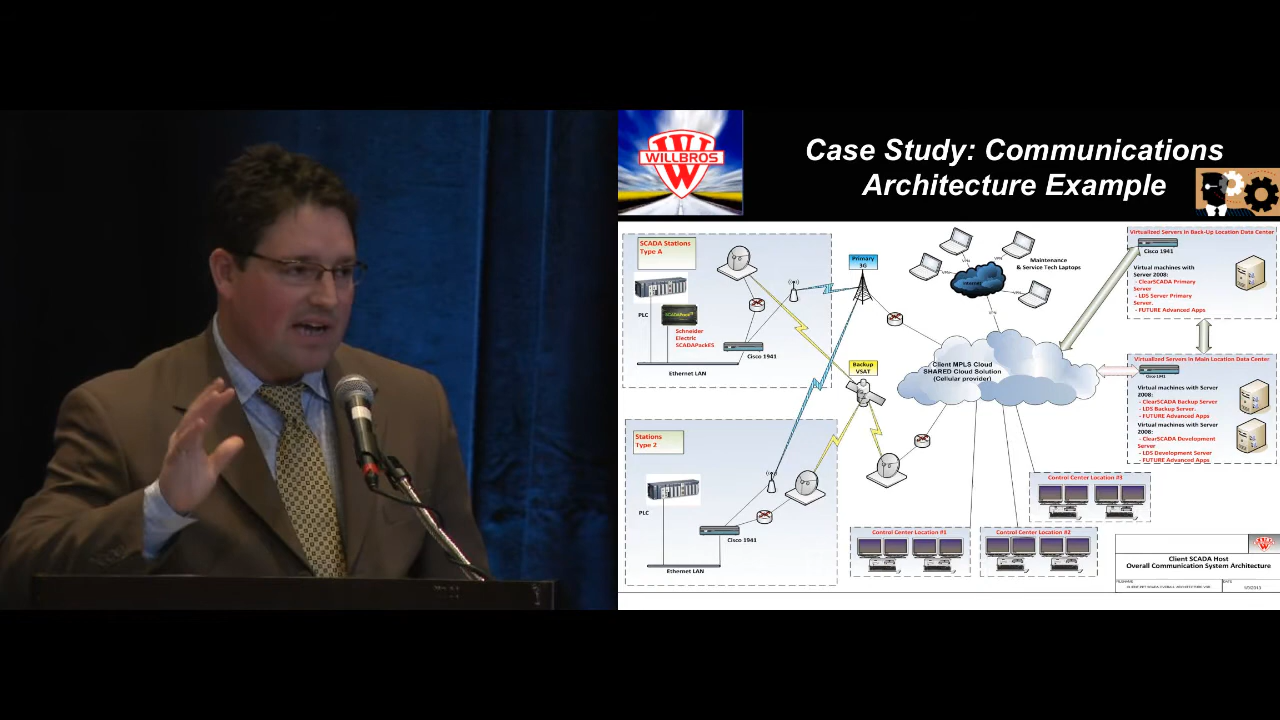 WILLBROS
Case Study: Communications
Architecture Example
SCADA Stations
Type A
PLC
Schneider
Electric
SCADAPackES
Cisco 1941
Ethernet LAN
Primary
3G
Backup
VSAT
Maintenance
& Service Tech Laptops
Client MPLS Cloud
SHARED Cloud Solution
(Cellular provider)
Virtualized Servers in Back-Up Location Data Center
Cisco 1941
Virtual machines with
Server 2008:
- ClearSCADA Primary
Server
- LDS Server Primary
Server.
- FUTURE Advanced Apps
Virtualized Servers in Main Location Data Center
Cisco 1941
Virtual machines with Server
2008:
- ClearSCADA Backup Server
- LDS Backup Server.
- FUTURE Advanced Apps
Virtual machines with Server
2008:
- ClearSCADA Development
Server
- LDS Development Server
- FUTURE Advanced Apps
Stations
Type 2
PLC
Cisco 1941
Ethernet LAN
Control Center Location #3
Control Center Location #1
Control Center Location #2
Client SCADA Host
Overall Communication System Architecture